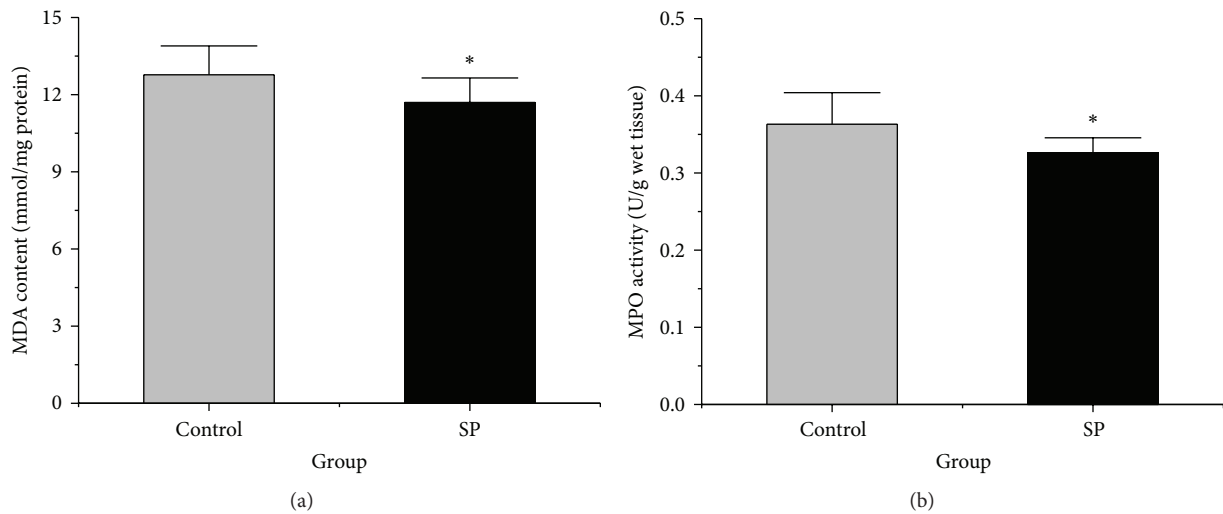 MDA content (mmol/mg protein)
15
12
9
6
3
0
*
Control
SP
Group
(a)
MPO activity (U/g wet tissue)
0.5
0.4
0.3
0.2
0.1
0.0
*
Control
SP
Group
(b)